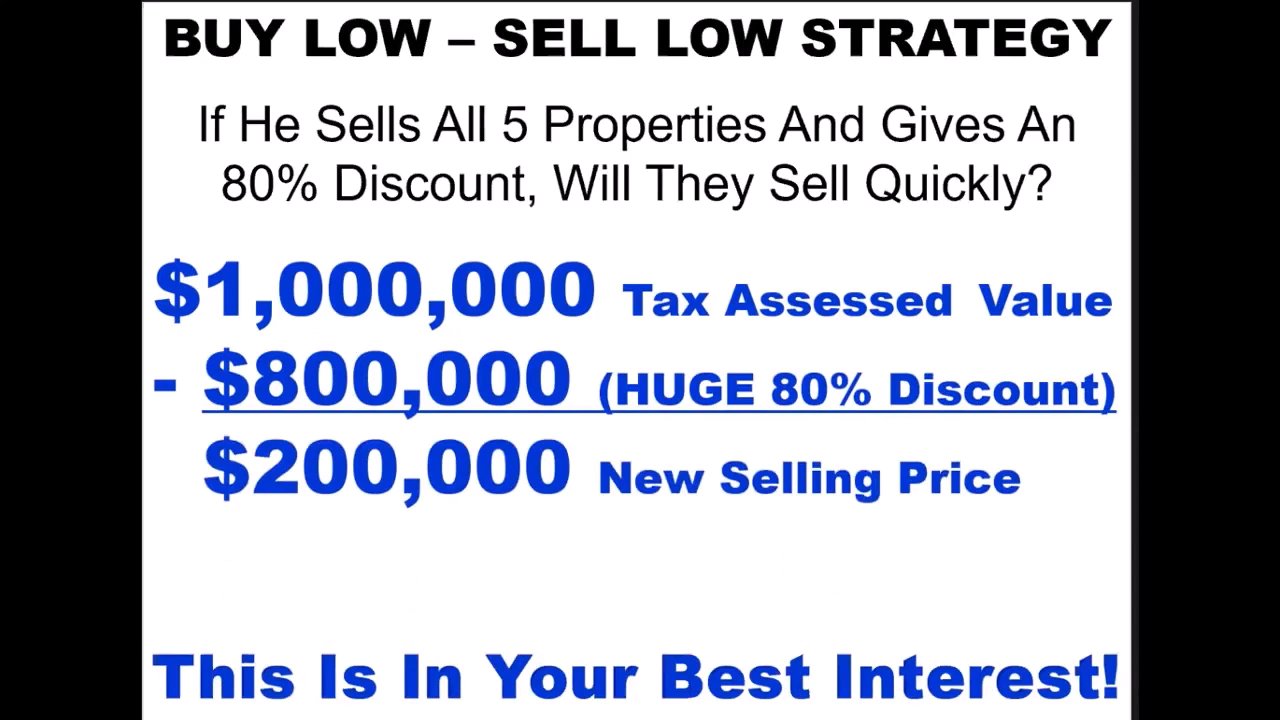 BUY LOW – SELL LOW STRATEGY
If He Sells All 5 Properties And Gives An
80% Discount, Will They Sell Quickly?
$1,000,000 Tax Assessed Value
- $800,000 (HUGE 80% Discount)
$200,000 New Selling Price
This Is In Your Best Interest!